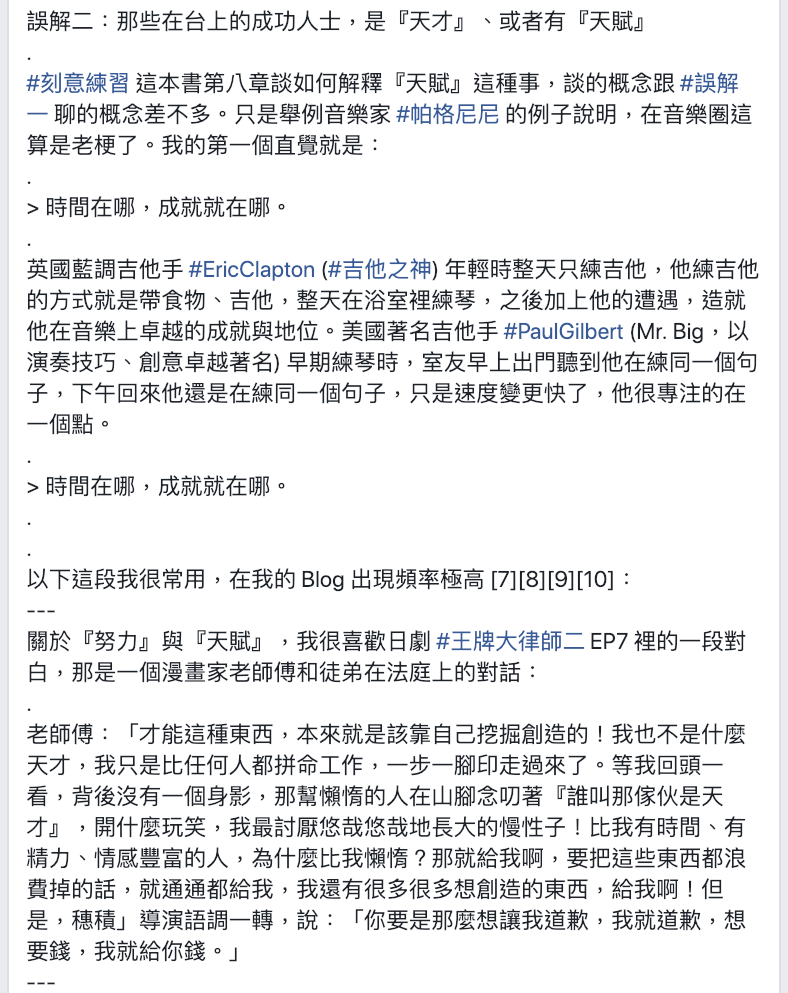 誤解二：那些在台上的成功人士，是『天才』、或者有『天賦』
.
#刻意練習 這本書第八章談如何解釋『天賦』這種事，談的概念跟 #誤解
一 聊的概念差不多。只是舉例音樂家 #帕格尼尼 的例子說明，在音樂圈這
算是老梗了。我的第一個直覺就是：
.
> 時間在哪，成就就在哪。
.
英國藍調吉他手 #EricClapton (#吉他之神) 年輕時整天只練吉他，他練吉他
的方式就是帶食物、吉他，整天在浴室裡練琴，之後加上他的遭遇，造就
他在音樂上卓越的成就與地位。美國著名吉他手 #PaulGilbert (Mr. Big，以
演奏技巧、創意卓越著名) 早期練琴時，室友早上出門聽到他在練同一個句
子，下午回來他還是在練同一個句子，只是速度變更快了，他很專注的在
一個點。
.
> 時間在哪，成就就在哪。
.
.
以下這段我很常用，在我的 Blog 出現頻率極高 [7][8][9][10]：
---
關於『努力』與『天賦』，我很喜歡日劇 #王牌大律師二 EP7 裡的一段對
白，那是一個漫畫家老師傅和徒弟在法庭上的對話：
.
老師傅：「才能這種東西，本來就是該靠自己挖掘創造的！我也不是什麼
天才，我只是比任何人都拼命工作，一步一腳印走過來了。等我回頭一
看，背後沒有一個身影，那幫懶惰的人在山腳念叨著『誰叫那傢伙是天
才』，開什麼玩笑，我最討厭悠哉悠哉地長大的慢性子！比我有時間、有
精力、情感豐富的人，為什麼比我懶惰？那就給我啊，要把這些東西都浪
費掉的話，就通通都給我，我還有很多很多想創造的東西，給我啊！但
是，穗積」導演語調一轉，說：「你要是那麼想讓我道歉，我就道歉，想
要錢，我就給你錢。」
---